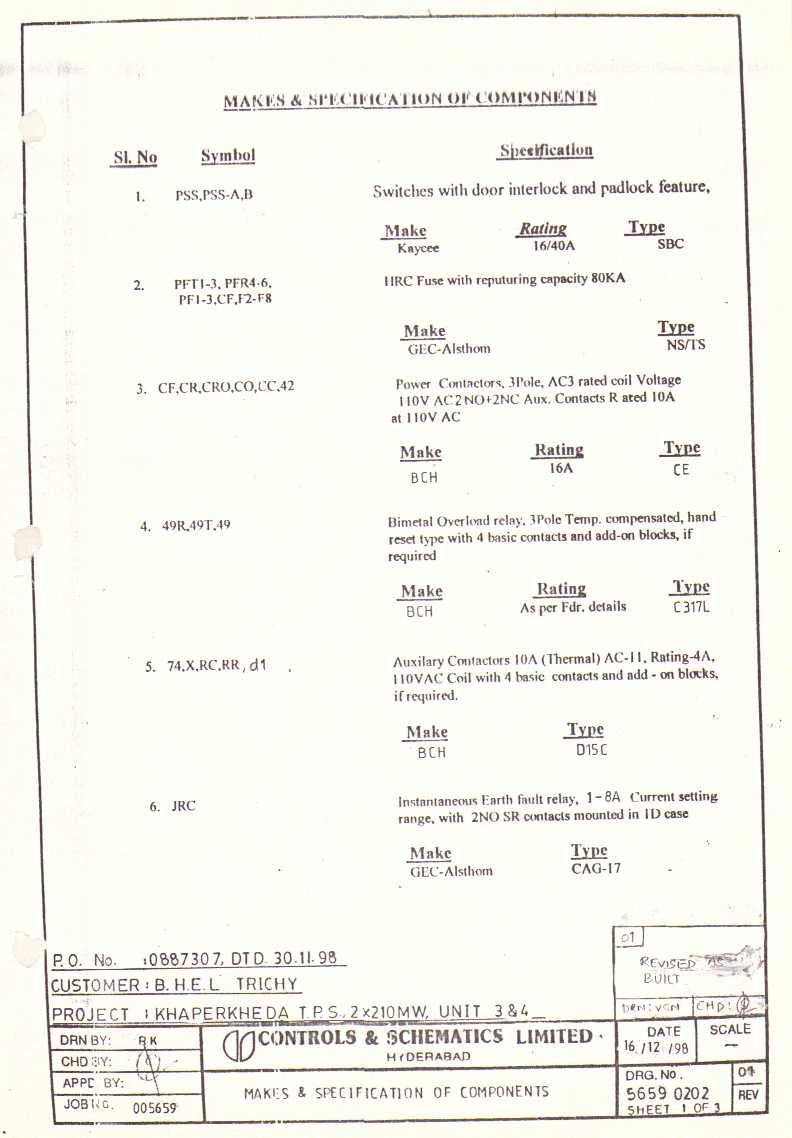 MAKES & SPECIFICATION OF COMPONENTS
Sl. No Symbol Specification
1. PSS,PSS-A,B Switches with door interlock and padlock feature,
Make Rating Type
Kaycee 16/40A SBC
2. PFT1-3, PFR4-6, HRC Fuse with reputuring capacity 80KA
PF1-3,CF,F2-F8
Make Type
GEC-Alsthom NS/TS
3. CF,CR,CRO,CO,CC,42 Power Contactors, 3Pole, AC3 rated coil Voltage
110V AC 2NO+2NC Aux. Contacts R ated 10A
at 110V AC
Make Rating Type
BCH 16A CE
4. 49R,49T,49 Bimetal Overload relay, 3Pole Temp. compensated, hand
reset type with 4 basic contacts and add-on blocks, if
required
Make Rating Type
BCH As per Fdr. details C317L
5. 74,X,RC,RR, d1 Auxilary Contactors 10A (Thermal) AC-11, Rating-4A,
110VAC Coil with 4 basic contacts and add - on blocks,
if required.
Make Type
BCH D15C
6. JRC Instantaneous Earth fault relay, 1-8A Current setting
range, with 2NO SR contacts mounted in 1D case
Make Type
GEC-Alsthom CAG-17
01
REVISED AS
BUILT
DRN: VGM CHD:
P.O. No. :0887307, DTD. 30.11.98
CUSTOMER : B.H.E.L TRICHY
PROJECT : KHAPERKHEDA T.P.S., 2x210MW, UNIT 3&4
DRN BY: RK
CHD BY:
APPD BY:
JOB NO. 005659
CONTROLS & SCHEMATICS LIMITED
HYDERABAD
MAKES & SPECIFICATION OF COMPONENTS
DATE SCALE
16/12/98 —
DRG. NO. 01
5659 0202 REV
SHEET 1 OF 3